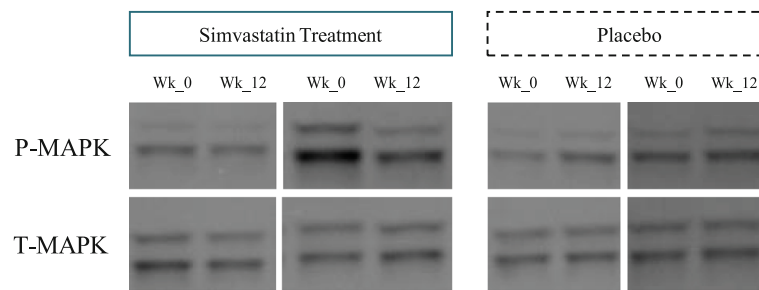 Simvastatin Treatment Placebo
Wk_0 Wk_12 Wk_0 Wk_12 Wk_0 Wk_12 Wk_0 Wk_12
P-MAPK
T-MAPK